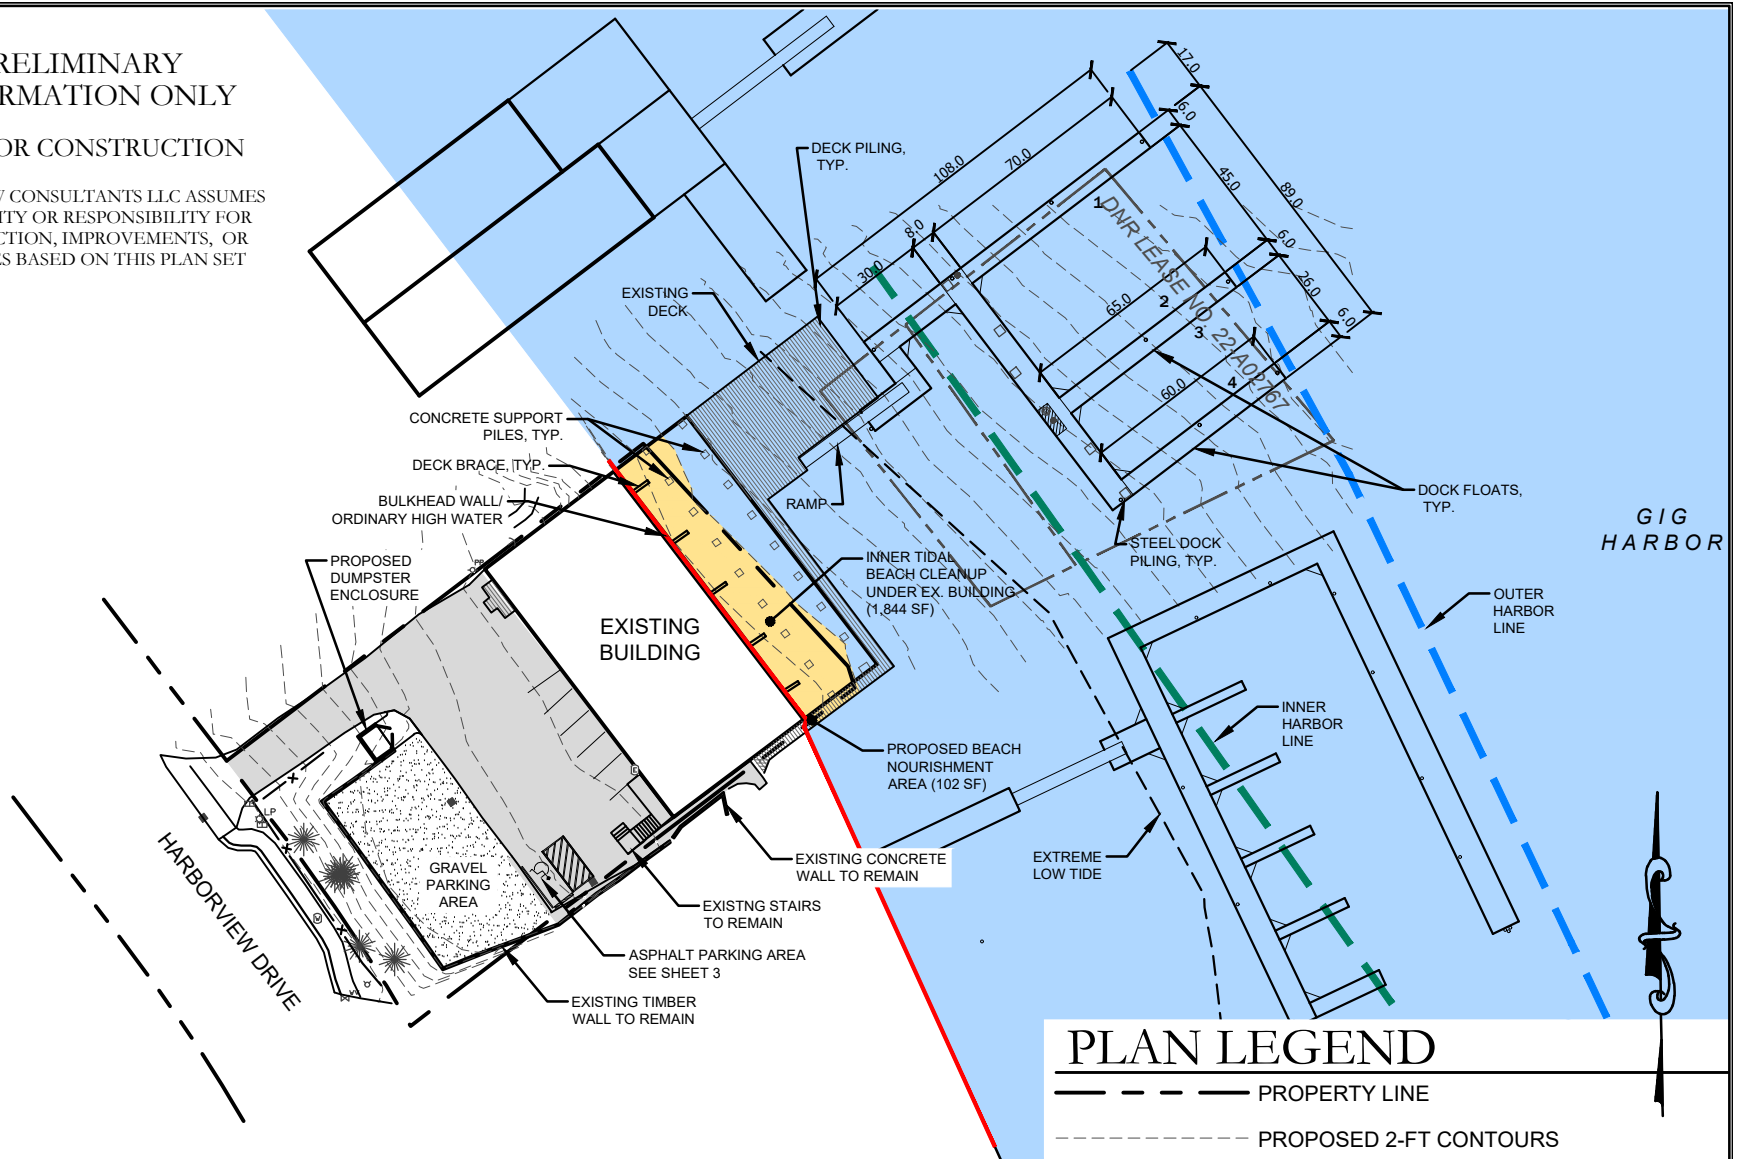 RELIMINARY
RMATION ONLY
OR CONSTRUCTION
W CONSULTANTS LLC ASSUMES
ITY OR RESPONSIBILITY FOR
CTION, IMPROVEMENTS, OR
ES BASED ON THIS PLAN SET
DECK PILING,
TYP.
17.0
6.0
108.0
70.0
45.0
89.0
8.0
30.0
1
DNR LEASE NO. 22-A02767
6.0
26.0
6.0
65.0
2
3
60.0
4
EXISTING
DECK
CONCRETE SUPPORT
PILES, TYP.
DECK BRACE, TYP.
BULKHEAD WALL/
ORDINARY HIGH WATER
RAMP
DOCK FLOATS,
TYP.
GIG
HARBOR
STEEL DOCK
PILING, TYP.
PROPOSED
DUMPSTER
ENCLOSURE
PP
INNER TIDAL
BEACH CLEANUP
UNDER EX. BUILDING
(1,844 SF)
OUTER
HARBOR
LINE
EXISTING
BUILDING
INNER
HARBOR
LINE
PROPOSED BEACH
NOURISHMENT
AREA (102 SF)
E
LP
HARBORVIEW DRIVE
GRAVEL
PARKING
AREA
EXISTING CONCRETE
WALL TO REMAIN
EXTREME
LOW TIDE
EXISTNG STAIRS
TO REMAIN
ASPHALT PARKING AREA
SEE SHEET 3
EXISTING TIMBER
WALL TO REMAIN
PLAN LEGEND
PROPERTY LINE
PROPOSED 2-FT CONTOURS